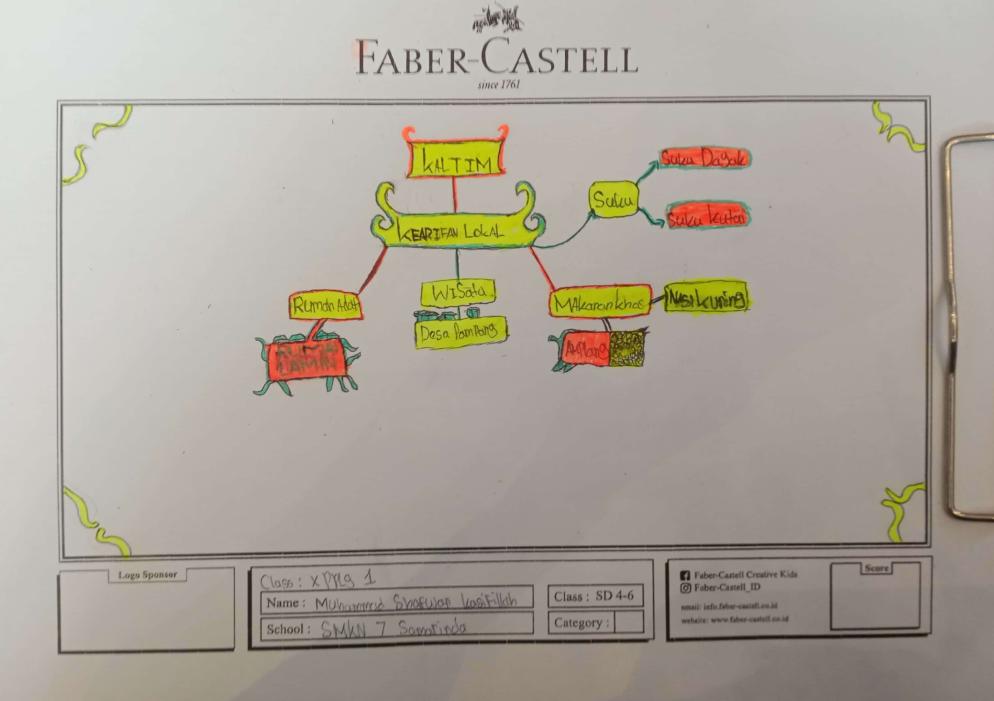 FABER-CASTELL
since 1761
KALTIM
KEARIFAN LOKAL
Suku
Suku Dayak
Suku Kutai
Rumah Adat
LAMIN
Wisata
Desa Pampang
Makanan khas
Nasi kuning
Amplang
Logo Sponsor
Class : X PPLG 1
Name : Muhammad Shofwan Kasifillah
School : SMKN 7 Samarinda
Class : SD 4-6
Category :
Faber-Castell Creative Kids
Faber-Castell_ID
email: info.faber-castell.co.id
website: www.faber-castell.co.id
Score